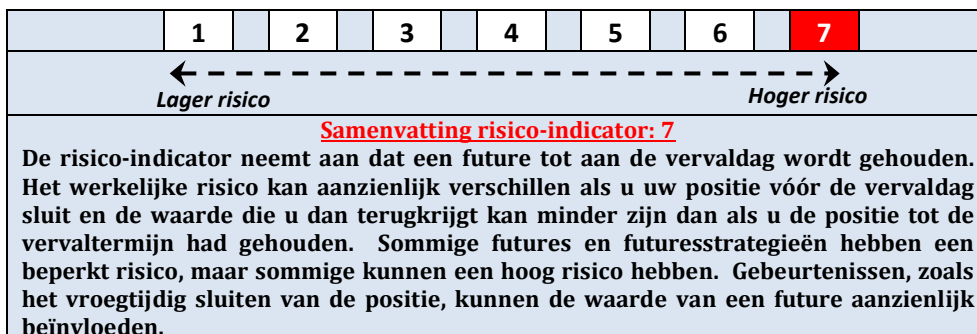 1 2 3 4 5 6 7
Lager risico Hoger risico
Samenvatting risico-indicator: 7
De risico-indicator neemt aan dat een future tot aan de vervaldag wordt gehouden.
Het werkelijke risico kan aanzienlijk verschillen als u uw positie vóór de vervaldag
sluit en de waarde die u dan terugkrijgt kan minder zijn dan als u de positie tot de
vervaltermijn had gehouden. Sommige futures en futuresstrategieën hebben een
beperkt risico, maar sommige kunnen een hoog risico hebben. Gebeurtenissen, zoals
het vroegtijdig sluiten van de positie, kunnen de waarde van een future aanzienlijk
beïnvloeden.